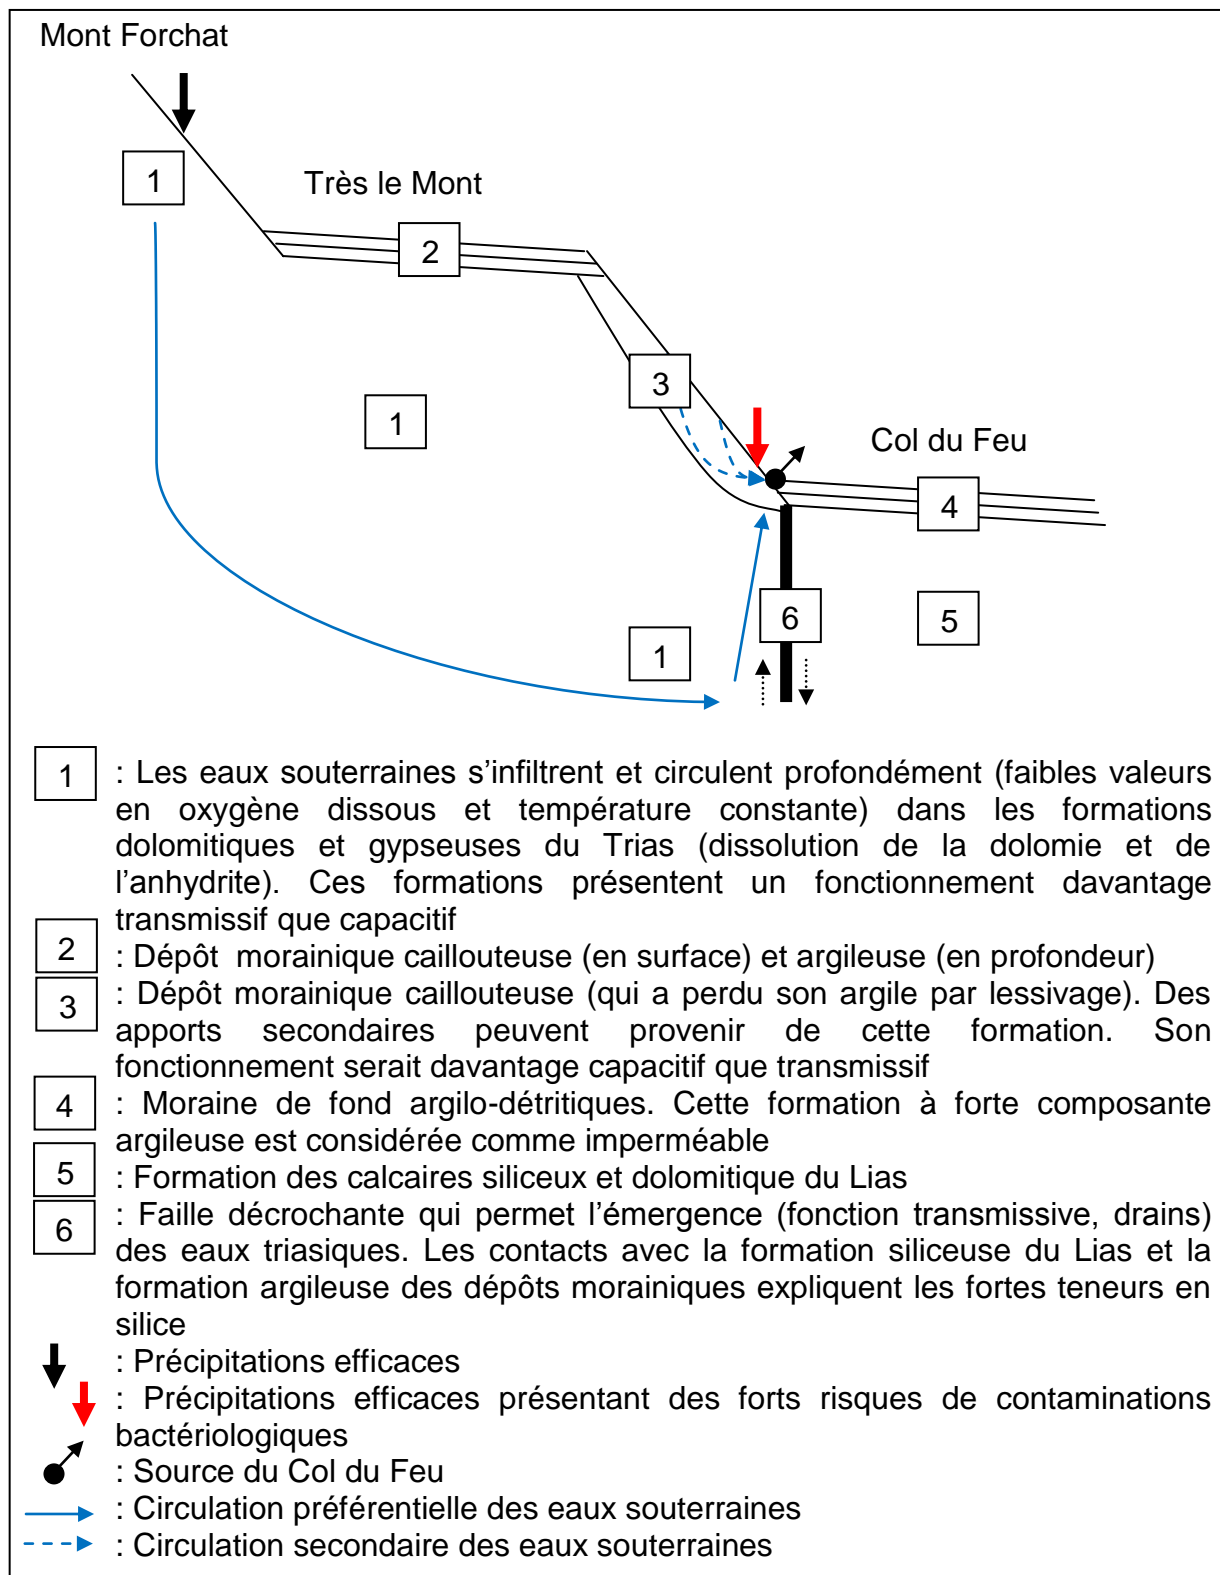 Mont Forchat
1
Très le Mont
2
3
1
Col du Feu
4
6
5
1
1 : Les eaux souterraines s’infiltrent et circulent profondément (faibles valeurs
en oxygène dissous et température constante) dans les formations
dolomitiques et gypseuses du Trias (dissolution de la dolomie et de
l’anhydrite). Ces formations présentent un fonctionnement davantage
transmissif que capacitif
2 : Dépôt morainique caillouteuse (en surface) et argileuse (en profondeur)
3 : Dépôt morainique caillouteuse (qui a perdu son argile par lessivage). Des
apports secondaires peuvent provenir de cette formation. Son
fonctionnement serait davantage capacitif que transmissif
4 : Moraine de fond argilo-détritiques. Cette formation à forte composante
argileuse est considérée comme imperméable
5 : Formation des calcaires siliceux et dolomitique du Lias
6 : Faille décrochante qui permet l’émergence (fonction transmissive, drains)
des eaux triasiques. Les contacts avec la formation siliceuse du Lias et la
formation argileuse des dépôts morainiques expliquent les fortes teneurs en
silice
: Précipitations efficaces
: Précipitations efficaces présentant des forts risques de contaminations
bactériologiques
: Source du Col du Feu
: Circulation préférentielle des eaux souterraines
: Circulation secondaire des eaux souterraines